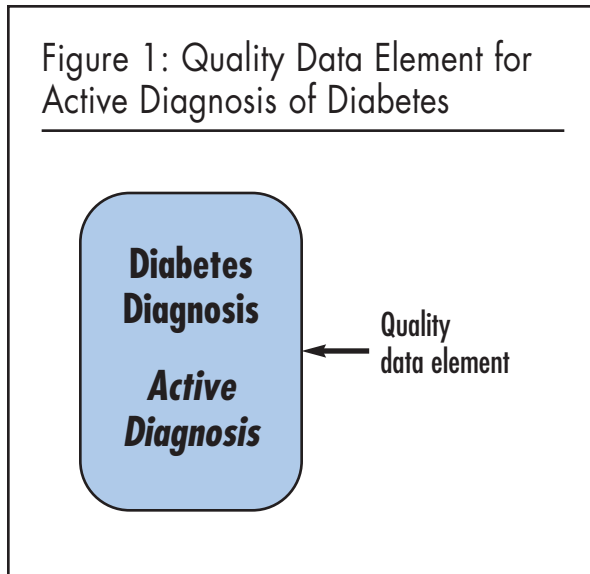 Figure 1: Quality Data Element for
Active Diagnosis of Diabetes
Diabetes
Diagnosis
Active
Diagnosis
Quality
data element